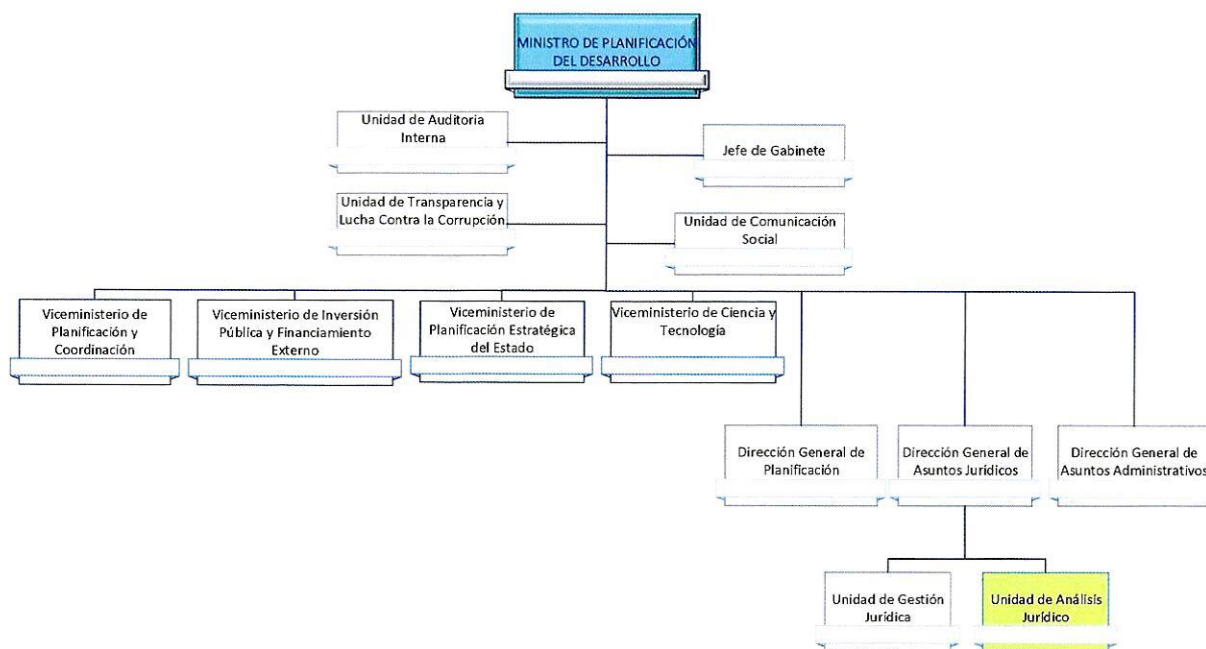 MINISTRO DE PLANIFICACIÓN
DEL DESARROLLO
Unidad de Auditoría
Interna
Jefe de Gabinete
Unidad de Transparencia y
Lucha Contra la Corrupción
Unidad de Comunicación
Social
Viceministerio de
Planificación y
Coordinación
Viceministerio de Inversión
Pública y Financiamiento
Externo
Viceministerio de
Planificación Estratégica
del Estado
Viceministerio de Ciencia y
Tecnología
Dirección General de
Planificación
Dirección General de
Asuntos Jurídicos
Dirección General de
Asuntos Administrativos
Unidad de Gestión
Jurídica
Unidad de Análisis
Jurídico